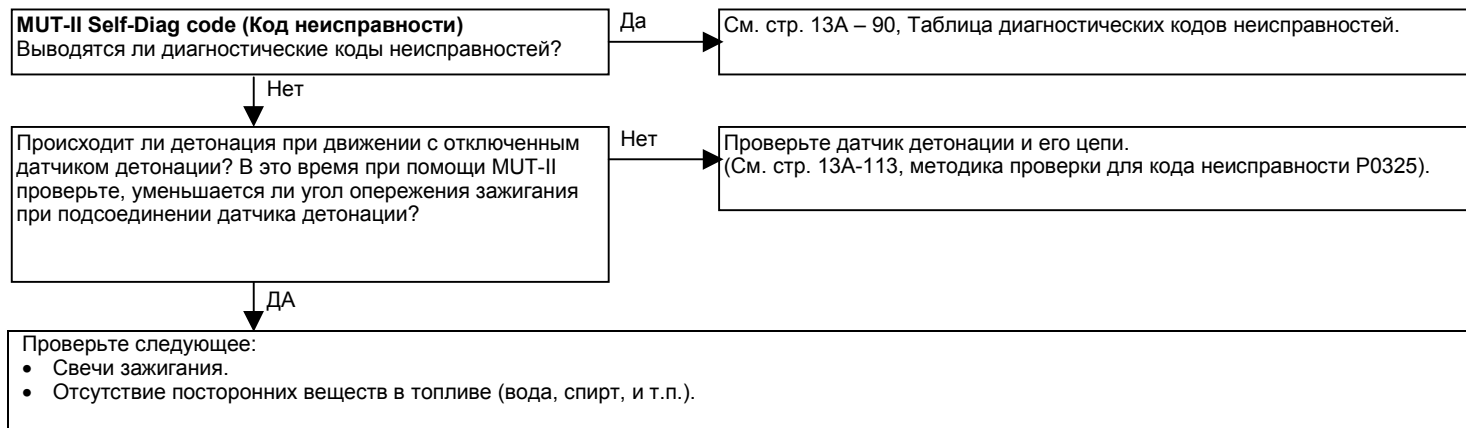 MUT-II Self-Diag code (Код неисправности)
Выводятся ли диагностические коды неисправностей?
Да
См. стр. 13А – 90, Таблица диагностических кодов неисправностей.
Нет
Происходит ли детонация при движении с отключенным
датчиком детонации? В это время при помощи MUT-II
проверьте, уменьшается ли угол опережения зажигания
при подсоединении датчика детонации?
Нет
Проверьте датчик детонации и его цепи.
(См. стр. 13А-113, методика проверки для кода неисправности P0325).
ДА
Проверьте следующее:
• Свечи зажигания.
• Отсутствие посторонних веществ в топливе (вода, спирт, и т.п.).